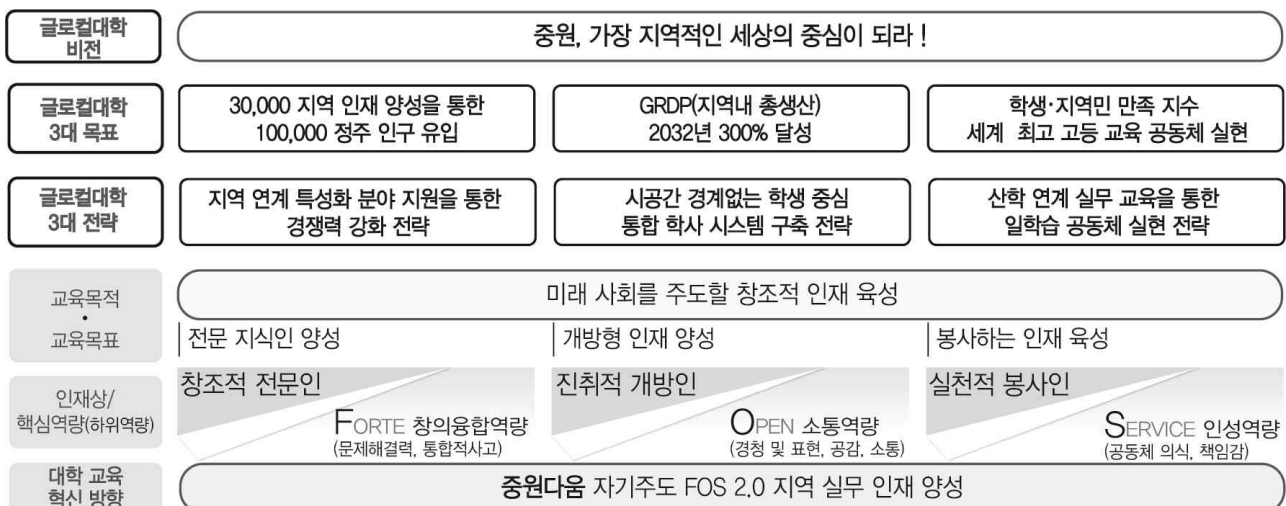 글로컬대학
비전
중원, 가장 지역적인 세상의 중심이 되라 !
글로컬대학
3대 목표
30,000 지역 인재 양성을 통한
100,000 정주 인구 유입
GRDP(지역내 총생산)
2032년 300% 달성
학생·지역민 만족 지수
세계 최고 고등 교육 공동체 실현
글로컬대학
3대 전략
지역 연계 특성화 분야 지원을 통한
경쟁력 강화 전략
시공간 경계없는 학생 중심
통합 학사 시스템 구축 전략
산학 연계 실무 교육을 통한
일학습 공동체 실현 전략
교육목적
•
교육목표
미래 사회를 주도할 창조적 인재 육성
전문 지식인 양성
개방형 인재 양성
봉사하는 인재 육성
인재상/
핵심역량(하위역량)
창조적 전문인
FORTE 창의융합역량
(문제해결력, 통합적사고)
진취적 개방인
OPEN 소통역량
(경청 및 표현, 공감, 소통)
실천적 봉사인
SERVICE 인성역량
(공동체 의식, 책임감)
대학 교육
혁신 방향
중원다움 자기주도 FOS 2.0 지역 실무 인재 양성